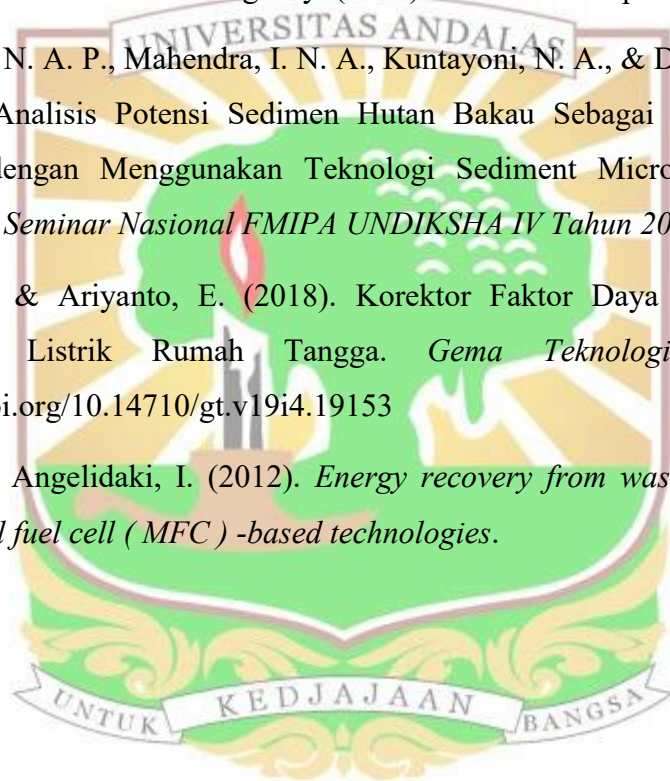 UNIVERSITAS ANDALAS
N. A. P., Mahendra, I. N. A., Kuntayoni, N. A., & D
Analisis Potensi Sedimen Hutan Bakau Sebagai
dengan Menggunakan Teknologi Sediment Micro
Seminar Nasional FMIPA UNDIKSHA IV Tahun 20
& Ariyanto, E. (2018). Korektor Faktor Daya
Listrik Rumah Tangga. Gema Teknologi
oi.org/10.14710/gt.v19i4.19153
Angelidaki, I. (2012). Energy recovery from was
l fuel cell ( MFC ) -based technologies.
UNTUK KEDJAJAAN BANGSA